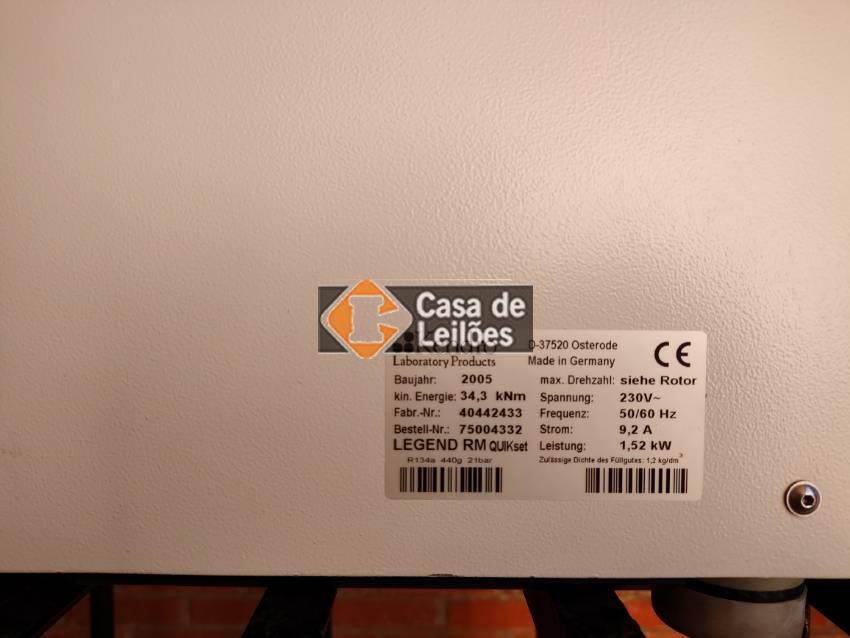 Casa de
Leilões
D-37520 Osterode
CE
Laboratory Products
Made in Germany
Baujahr: 2005
max. Drehzahl: siehe Rotor
kin. Energie: 34,3 kNm
Spannung: 230V~
Fabr.-Nr.: 40442433
Frequenz: 50/60 Hz
Bestell-Nr.: 75004332
Strom: 9,2 A
LEGEND RM QUIKset
Leistung: 1,52 kW
R134a 440g 21bar
Zulässige Dichte des Füllgutes: 1,2 kg/dm³